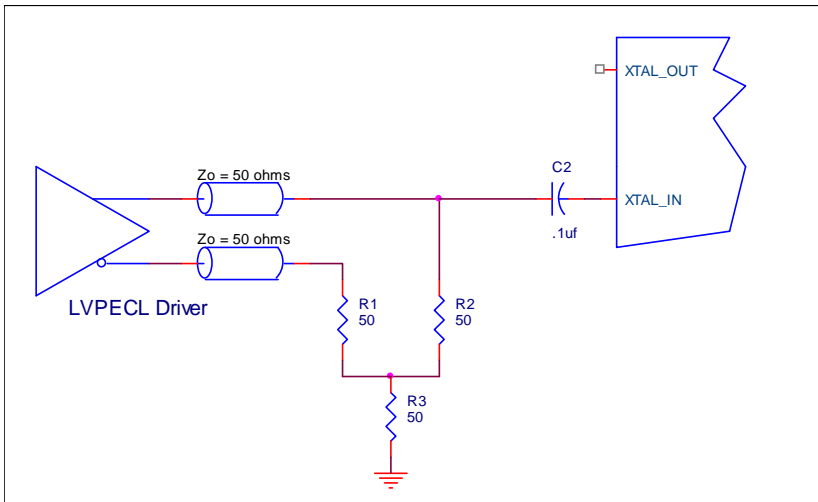 XTAL_OUT
C2
Zo = 50 ohms
XTAL_IN
.1uf
Zo = 50 ohms
LVPECL Driver
R1
50
R2
50
R3
50